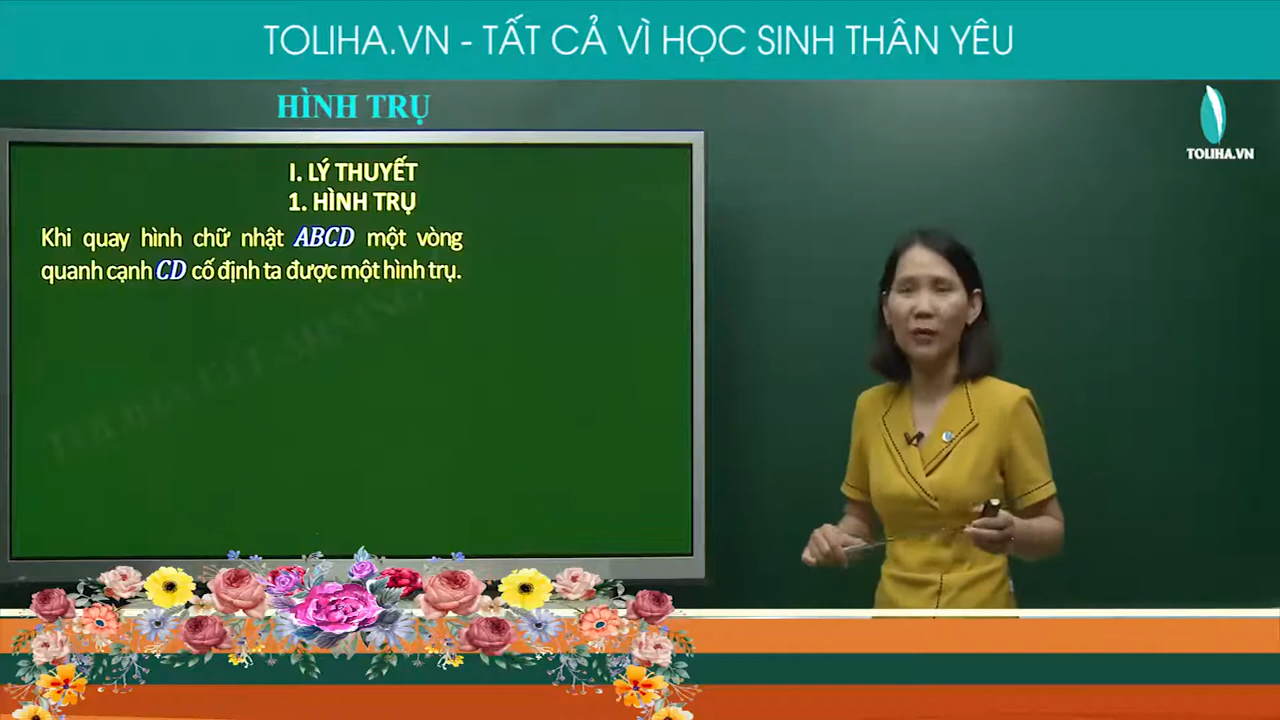 TOLIHA.VN - TẤT CẢ VÌ HỌC SINH THÂN YÊU
HÌNH TRỤ
TOLIHA.VN
I. LÝ THUYẾT
1. HÌNH TRỤ
Khi quay hình chữ nhật ABCD một vòng
quanh cạnh CD cố định ta được một hình trụ.